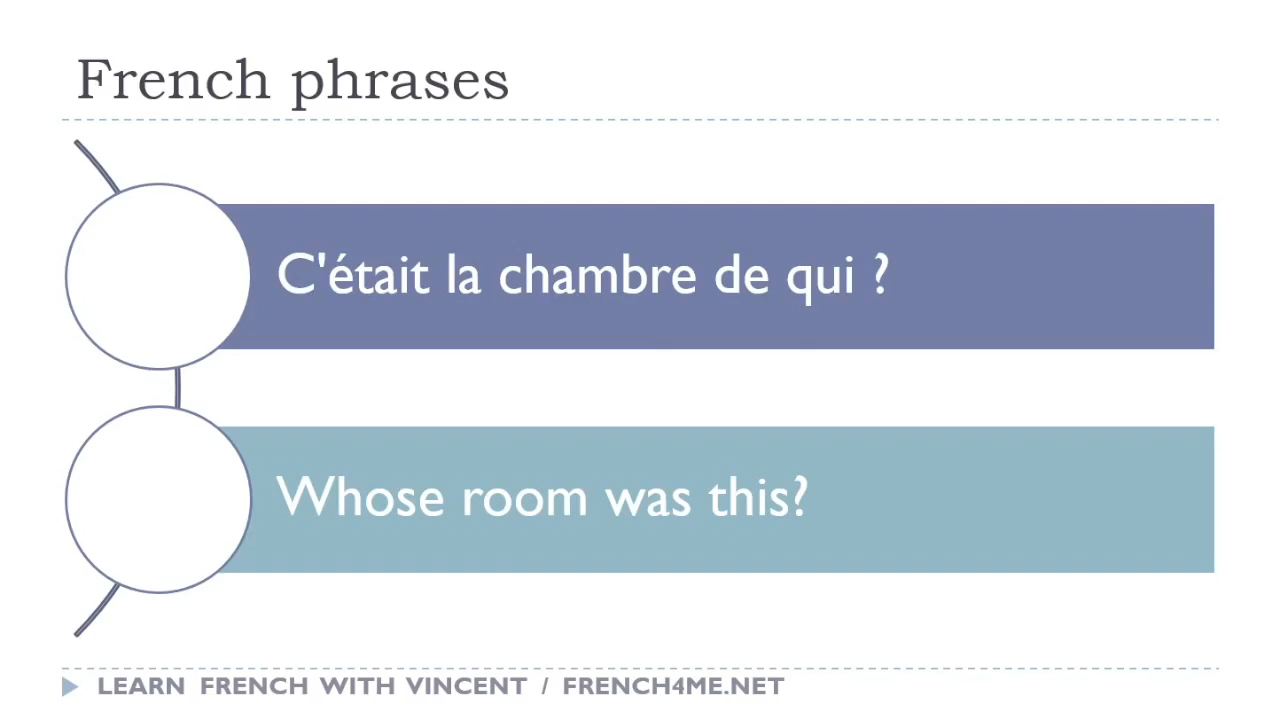 French phrases
C'était la chambre de qui ?
Whose room was this?
LEARN FRENCH WITH VINCENT / FRENCH4ME.NET